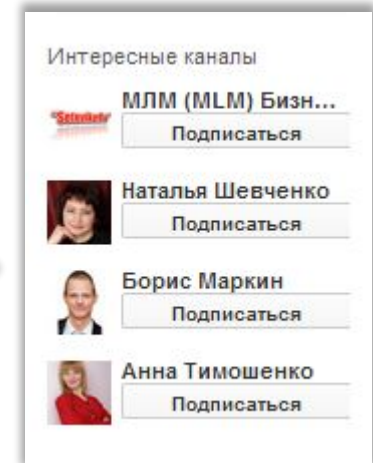 Интересные каналы
МЛМ (MLM) Бизн...
Подписаться
Наталья Шевченко
Подписаться
Борис Маркин
Подписаться
Анна Тимошенко
Подписаться